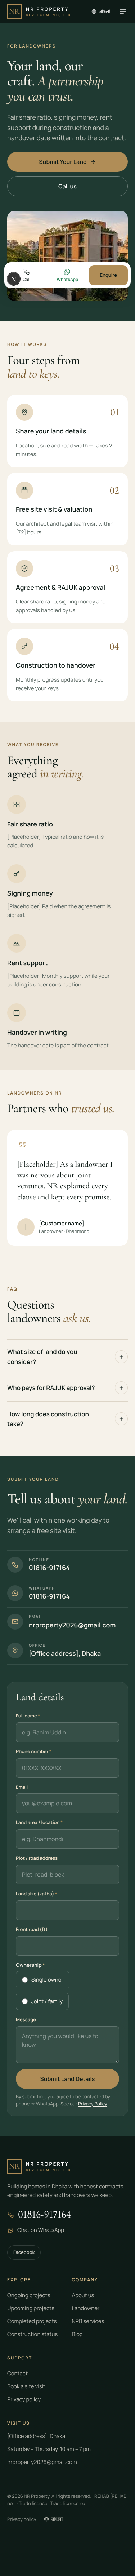 NR
NR PROPERTY
DEVELOPMENTS LTD.
বাংলা
FOR LANDOWNERS
Your land, our
craft. A partnership
you can trust.
Fair share ratio, signing money, rent
support during construction and a
handover date written into the contract.
Submit Your Land →
Call us
Call
WhatsApp
Enquire
HOW IT WORKS
Four steps from
land to keys.
01
Share your land details
Location, size and road width — takes 2
minutes.
02
Free site visit & valuation
Our architect and legal team visit within
[72] hours.
03
Agreement & RAJUK approval
Clear share ratio, signing money and
approvals handled by us.
04
Construction to handover
Monthly progress updates until you
receive your keys.
WHAT YOU RECEIVE
Everything
agreed in writing.
Fair share ratio
[Placeholder] Typical ratio and how it is
calculated.
Signing money
[Placeholder] Paid when the agreement is
signed.
Rent support
[Placeholder] Monthly support while your
building is under construction.
Handover in writing
The handover date is part of the contract.
LANDOWNERS ON NR
Partners who trusted us.
[Placeholder] As a landowner I
was nervous about joint
ventures. NR explained every
clause and kept every promise.
[Customer name]
Landowner · Dhanmondi
FAQ
Questions
landowners ask us.
What size of land do you
consider?
Who pays for RAJUK approval?
How long does construction
take?
SUBMIT YOUR LAND
Tell us about your land.
We'll call within one working day to
arrange a free site visit.
HOTLINE
01816-917164
WHATSAPP
01816-917164
EMAIL
nrproperty2026@gmail.com
OFFICE
[Office address], Dhaka
Land details
Full name *
e.g. Rahim Uddin
Phone number *
01XXX-XXXXXX
Email
you@example.com
Land area / location *
e.g. Dhanmondi
Plot / road address
Plot, road, block
Land size (katha) *
Front road (ft)
Ownership *
Single owner
Joint / family
Message
Anything you would like us to
know
Submit Land Details
By submitting, you agree to be contacted by
phone or WhatsApp. See our Privacy Policy.
NR
NR PROPERTY
DEVELOPMENTS LTD.
Building homes in Dhaka with honest contracts,
engineered safety and handovers we keep.
01816-917164
Chat on WhatsApp
Facebook
EXPLORE
COMPANY
Ongoing projects
About us
Upcoming projects
Landowner
Completed projects
NRB services
Construction status
Blog
SUPPORT
Contact
Book a site visit
Privacy policy
VISIT US
[Office address], Dhaka
Saturday – Thursday, 10 am – 7 pm
nrproperty2026@gmail.com
© 2026 NR Property. All rights reserved. · REHAB [REHAB
no.] · Trade licence [Trade licence no.]
Privacy policy
বাংলা